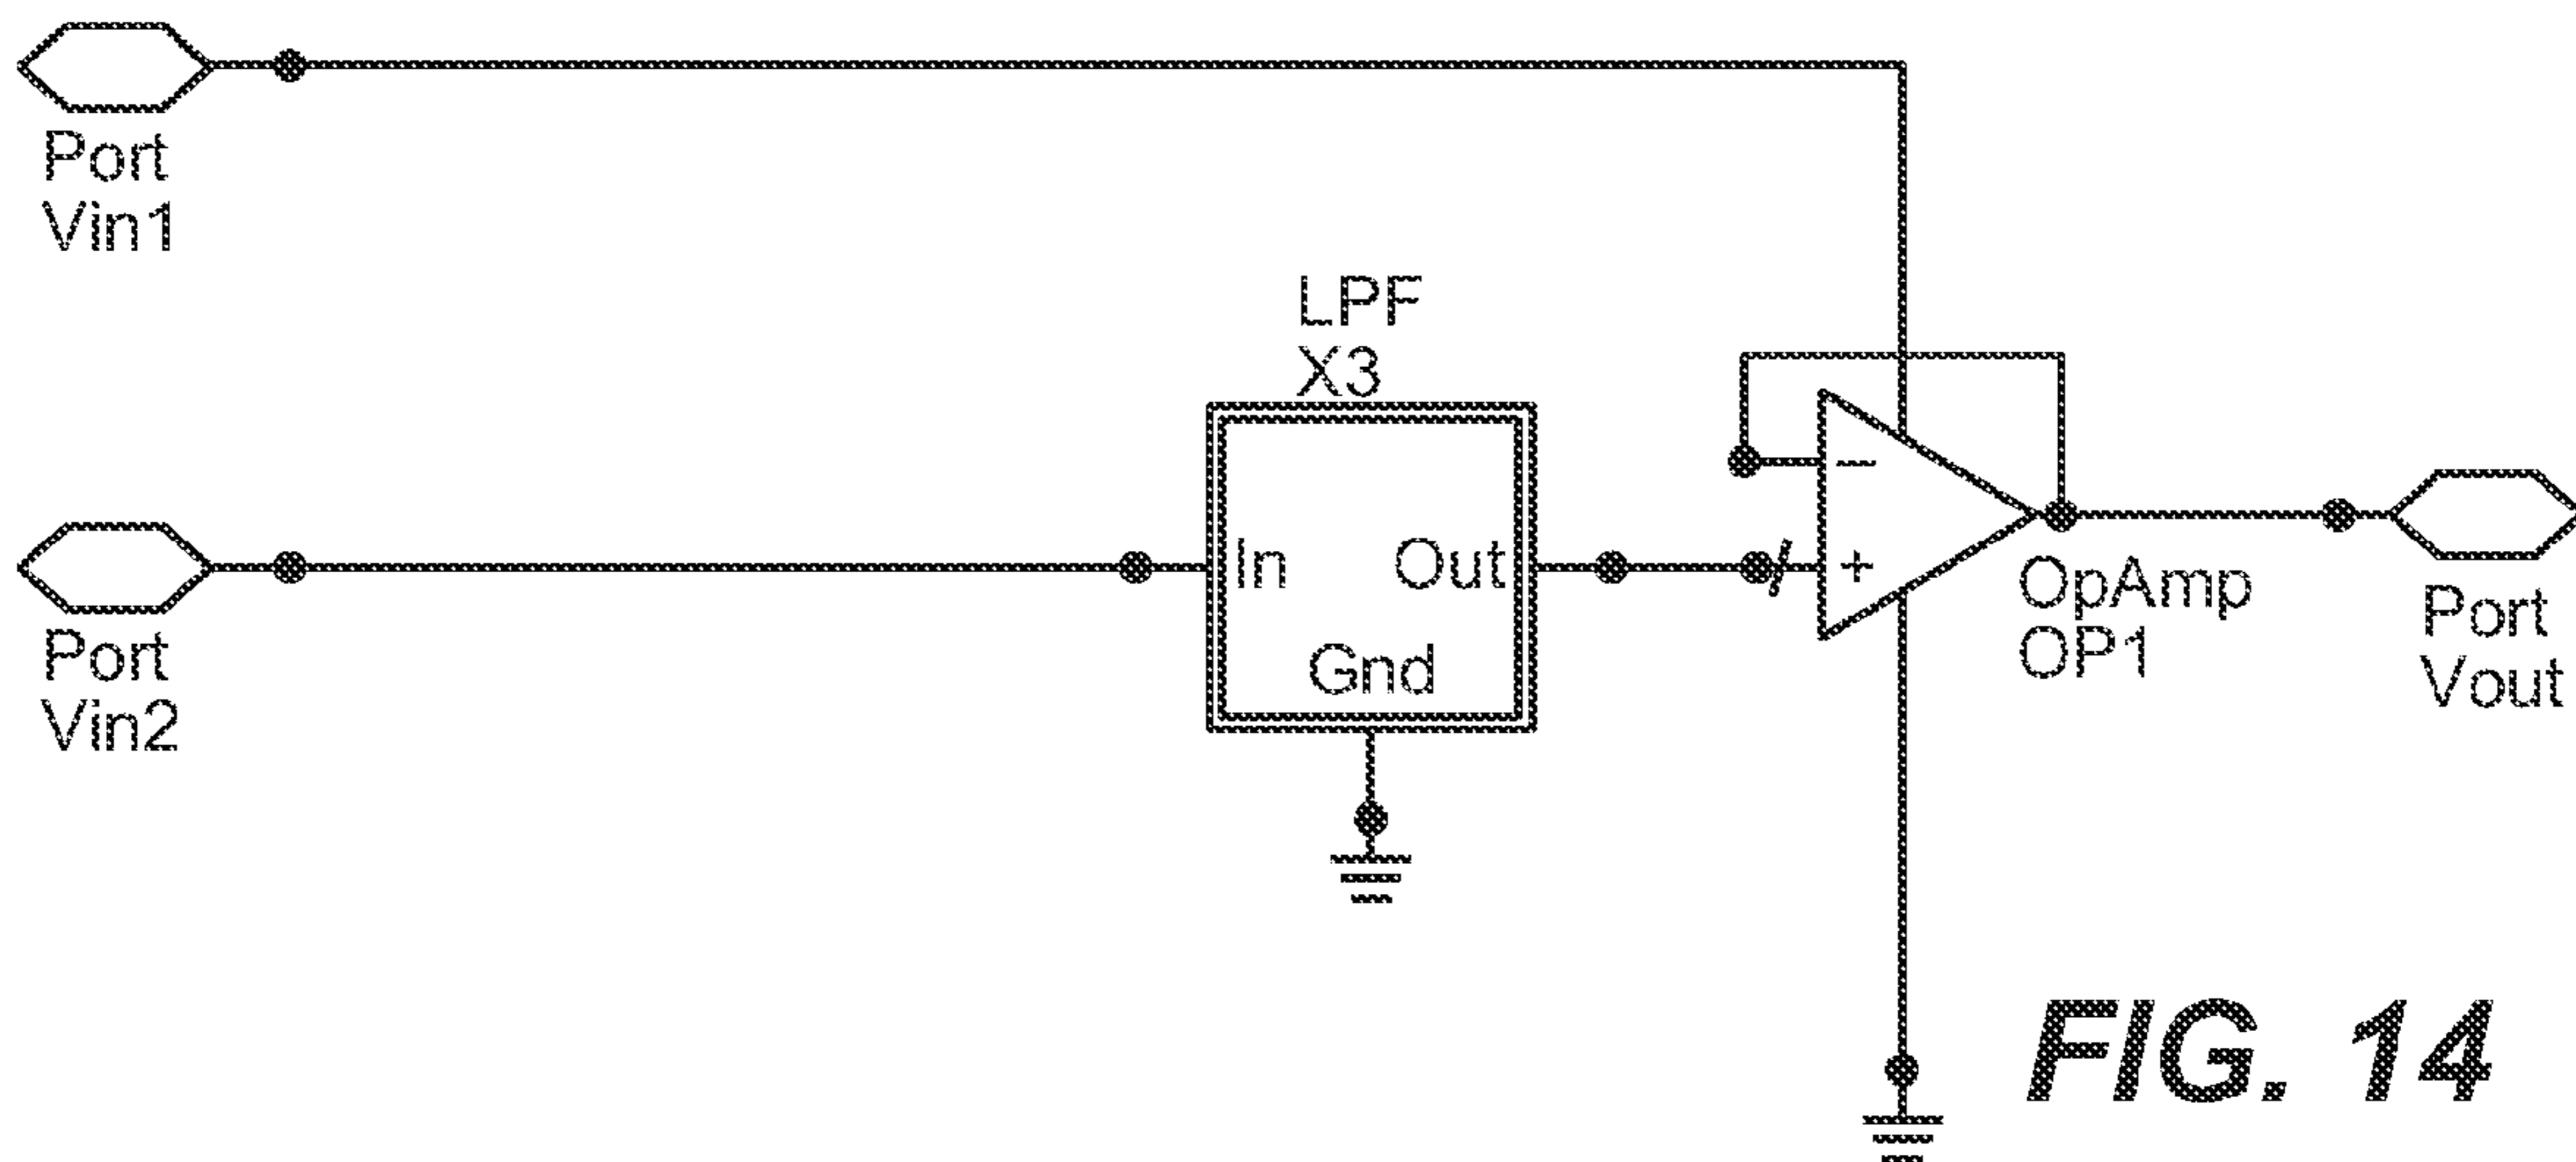 Port
Vin1
LPF
X3
In
Out
Gnd
−
+
OpAmp
OP1
Port
Vin2
Port
Vout
FIG. 14